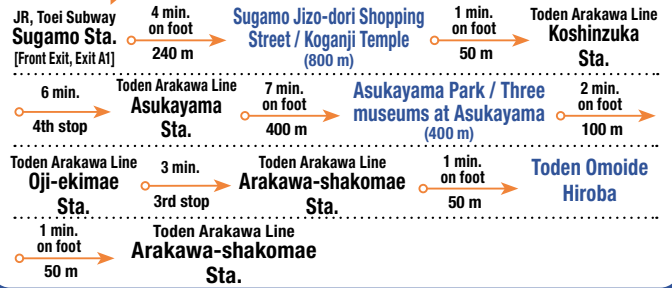 JR, Toei Subway
Sugamo Sta.
[Front Exit, Exit A1]
4 min.
on foot
240 m
Sugamo Jizo-dori Shopping
Street / Koganji Temple
(800 m)
1 min.
on foot
50 m
Toden Arakawa Line
Koshinzuka
Sta.
6 min.
4th stop
Toden Arakawa Line
Asukayama
Sta.
7 min.
on foot
400 m
Asukayama Park / Three
museums at Asukayama
(400 m)
2 min.
on foot
100 m
Toden Arakawa Line
Oji-ekimae
Sta.
3 min.
3rd stop
Toden Arakawa Line
Arakawa-shakomae
Sta.
1 min.
on foot
50 m
Toden Omoide
Hiroba
1 min.
on foot
50 m
Toden Arakawa Line
Arakawa-shakomae
Sta.